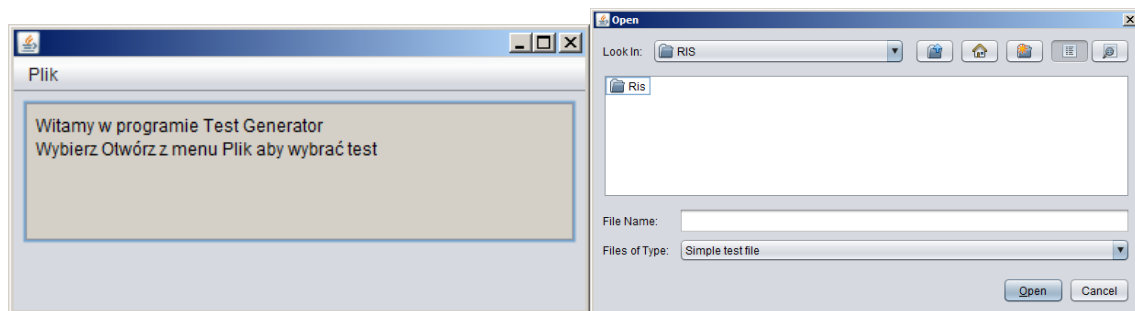 Plik
Witamy w programie Test Generator
Wybierz Otwórz z menu Plik aby wybrać test
Open
Look In: RIS
Ris
File Name:
Files of Type: Simple test file
Open Cancel